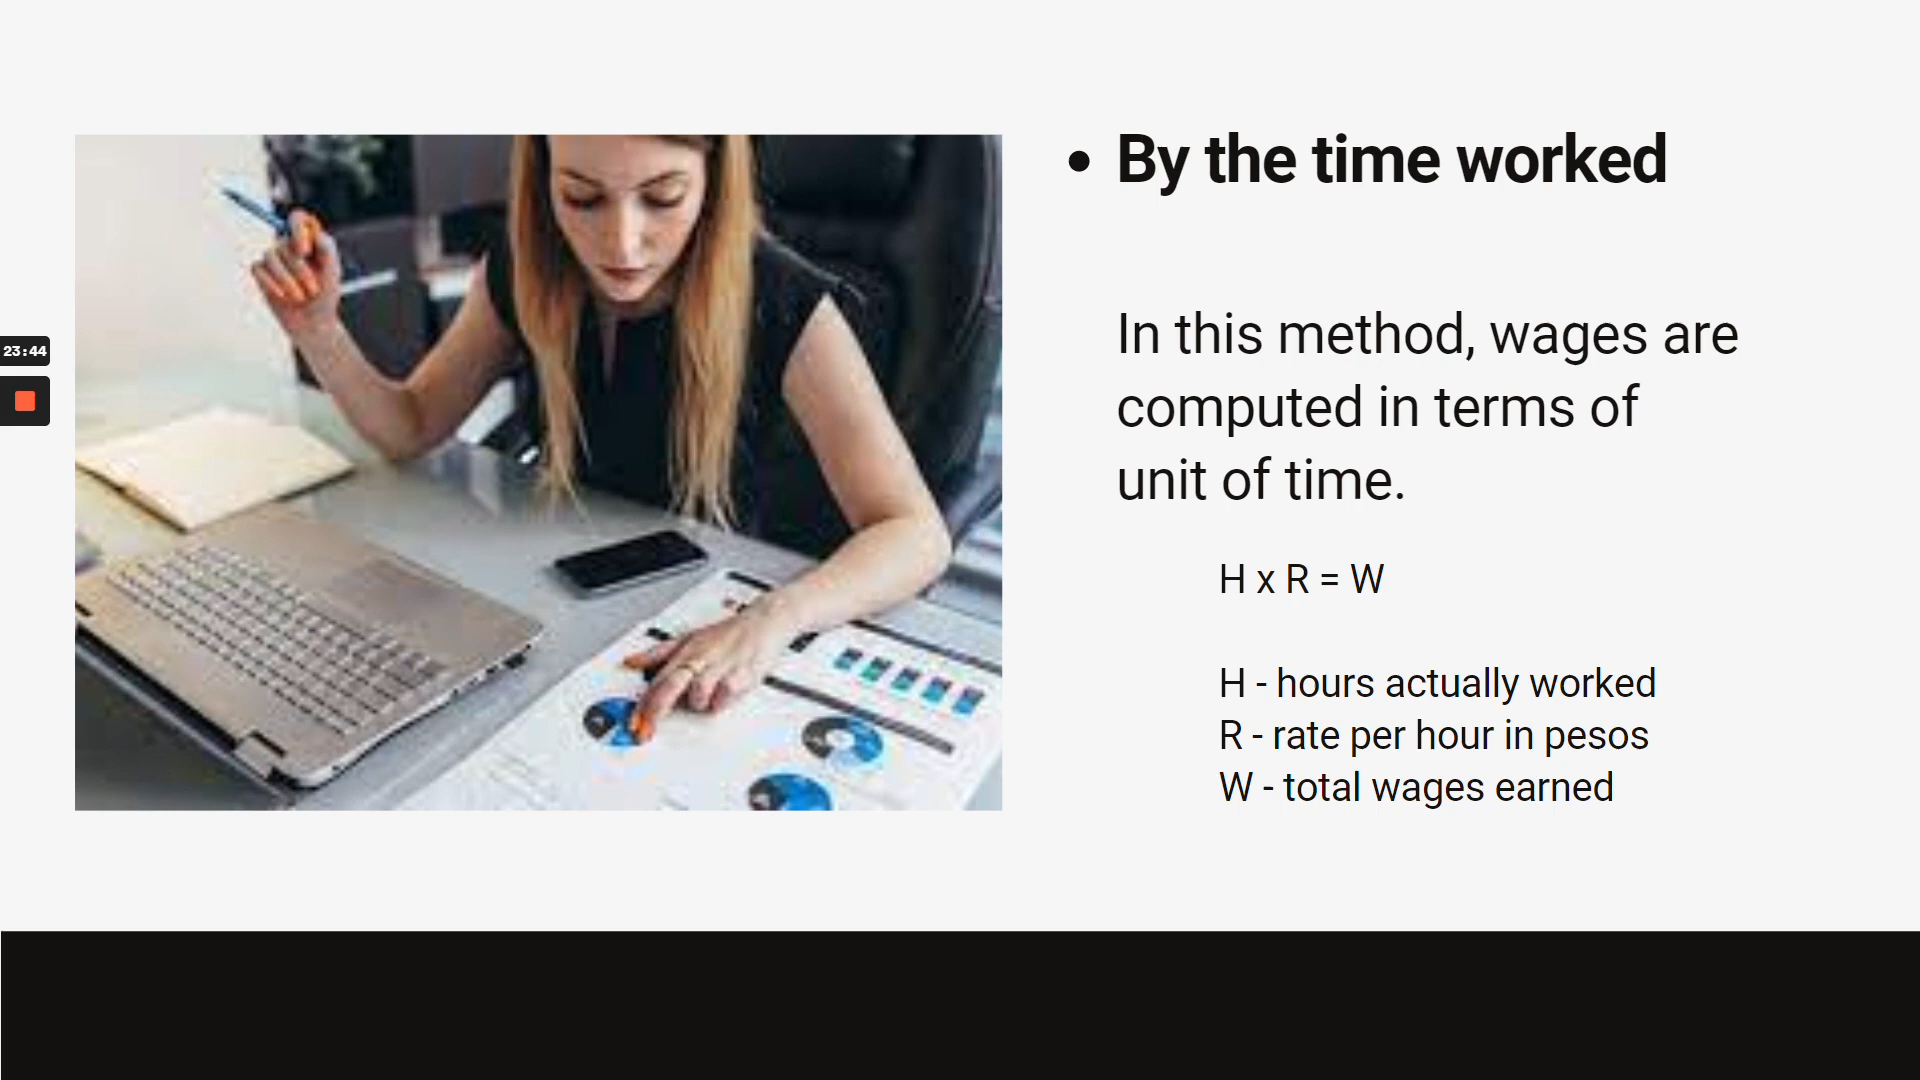 23:44
• By the time worked
In this method, wages are
computed in terms of
unit of time.
H x R = W
H - hours actually worked
R - rate per hour in pesos
W - total wages earned